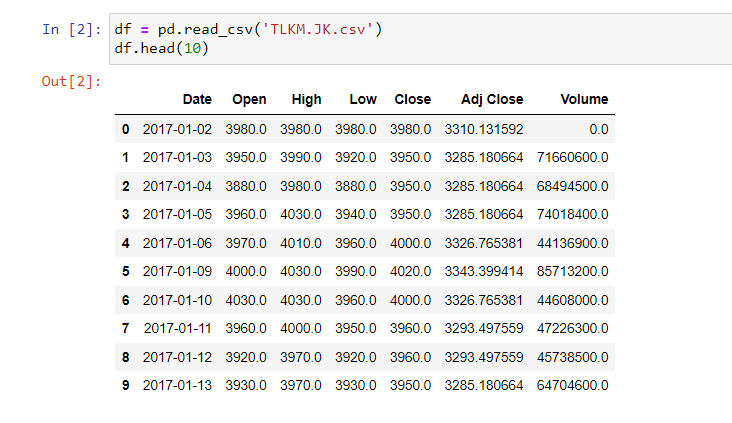 In [2]: df = pd.read_csv('TLKM.JK.csv')
df.head(10)
Out[2]:
Date Open High Low Close Adj Close Volume
0 2017-01-02 3980.0 3980.0 3980.0 3980.0 3310.131592 0.0
1 2017-01-03 3950.0 3990.0 3920.0 3950.0 3285.180664 71660600.0
2 2017-01-04 3880.0 3980.0 3880.0 3950.0 3285.180664 68494500.0
3 2017-01-05 3960.0 4030.0 3940.0 3950.0 3285.180664 74018400.0
4 2017-01-06 3970.0 4010.0 3960.0 4000.0 3326.765381 44136900.0
5 2017-01-09 4000.0 4030.0 3990.0 4020.0 3343.399414 85713200.0
6 2017-01-10 4030.0 4030.0 3960.0 4000.0 3326.765381 44608000.0
7 2017-01-11 3960.0 4000.0 3950.0 3960.0 3293.497559 47226300.0
8 2017-01-12 3920.0 3970.0 3920.0 3960.0 3293.497559 45738500.0
9 2017-01-13 3930.0 3970.0 3930.0 3950.0 3285.180664 64704600.0